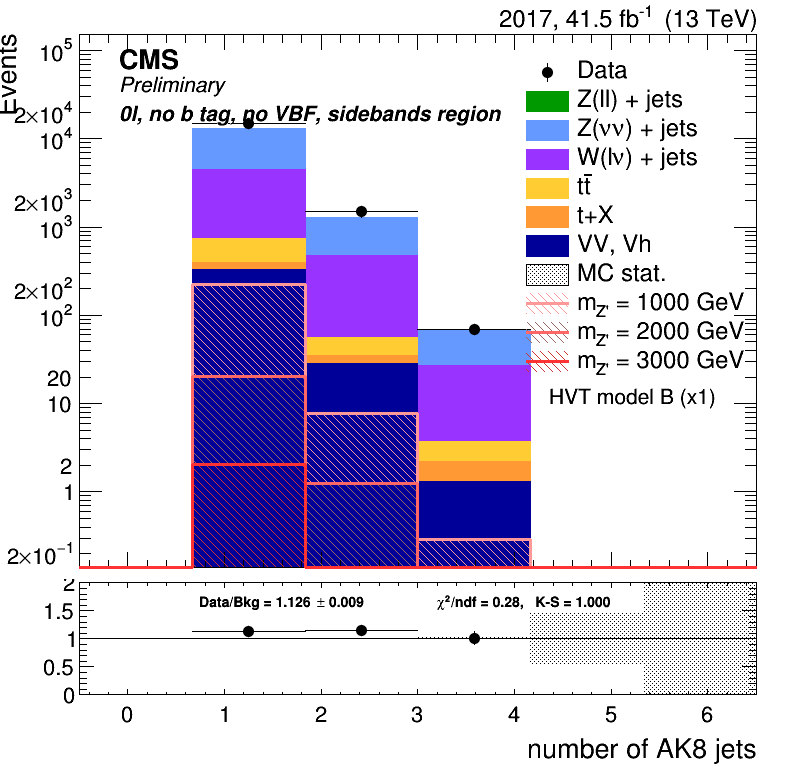 2017, 41.5 fb⁻¹ (13 TeV)
Events
CMS
Preliminary
0l, no b tag, no VBF, sidebands region
Data
Z(ll) + jets
Z(νν) + jets
W(lν) + jets
tt̄
t+X
VV, Vh
MC stat.
m_Z' = 1000 GeV
m_Z' = 2000 GeV
m_Z' = 3000 GeV
HVT model B (x1)
10⁵
2×10⁴
10⁴
2×10³
10³
2×10²
10²
20
10
2
1
2×10⁻¹
Data/Bkg = 1.126 ± 0.009
χ²/ndf = 0.28, K-S = 1.000
2
1.5
1
0.5
0
0 1 2 3 4 5 6
number of AK8 jets